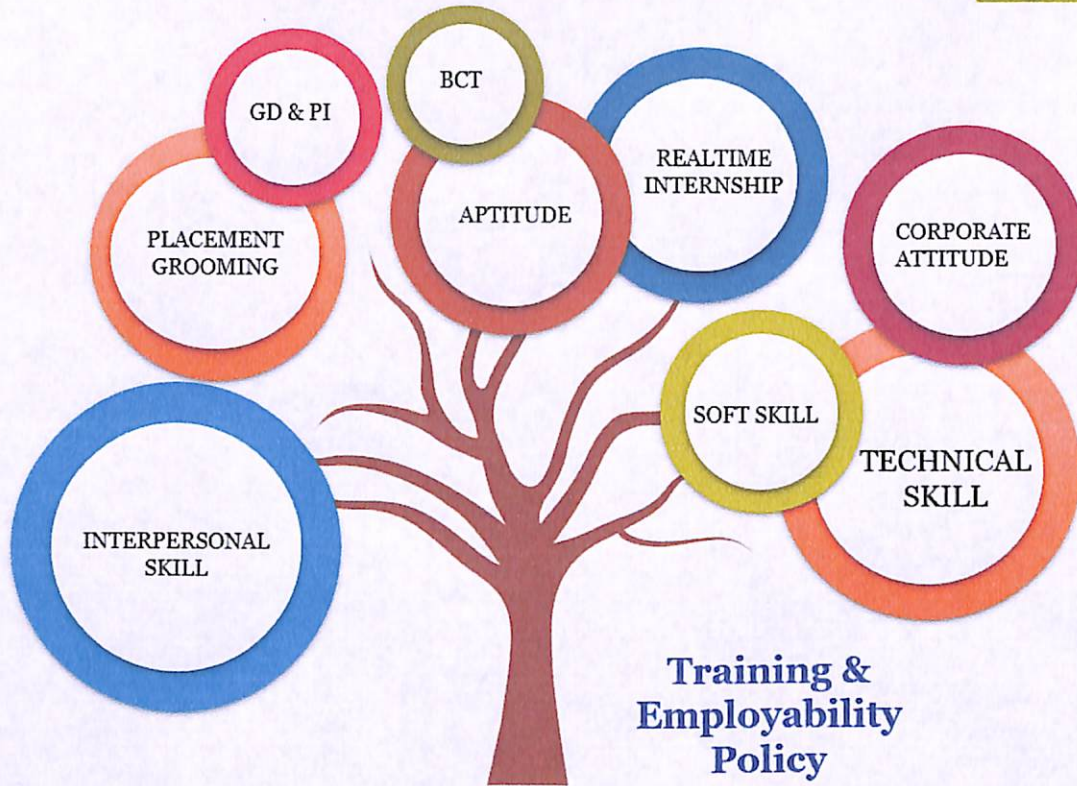 GD & PI
BCT
REALTIME
INTERNSHIP
PLACEMENT
GROOMING
APTITUDE
CORPORATE
ATTITUDE
SOFT SKILL
TECHNICAL
SKILL
INTERPERSONAL
SKILL
Training &
Employability
Policy